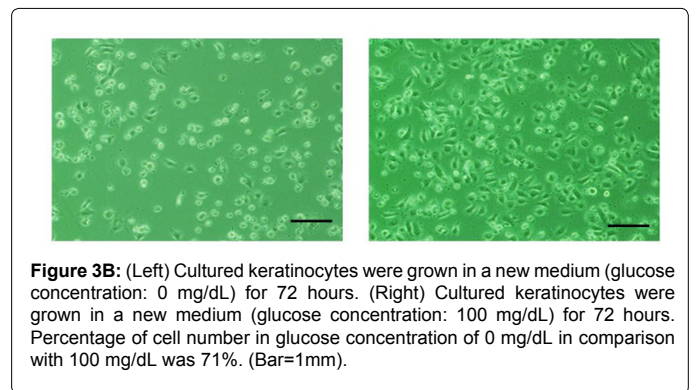 Figure 3B: (Left) Cultured keratinocytes were grown in a new medium (glucose
concentration: 0 mg/dL) for 72 hours. (Right) Cultured keratinocytes were
grown in a new medium (glucose concentration: 100 mg/dL) for 72 hours.
Percentage of cell number in glucose concentration of 0 mg/dL in comparison
with 100 mg/dL was 71%. (Bar=1mm).